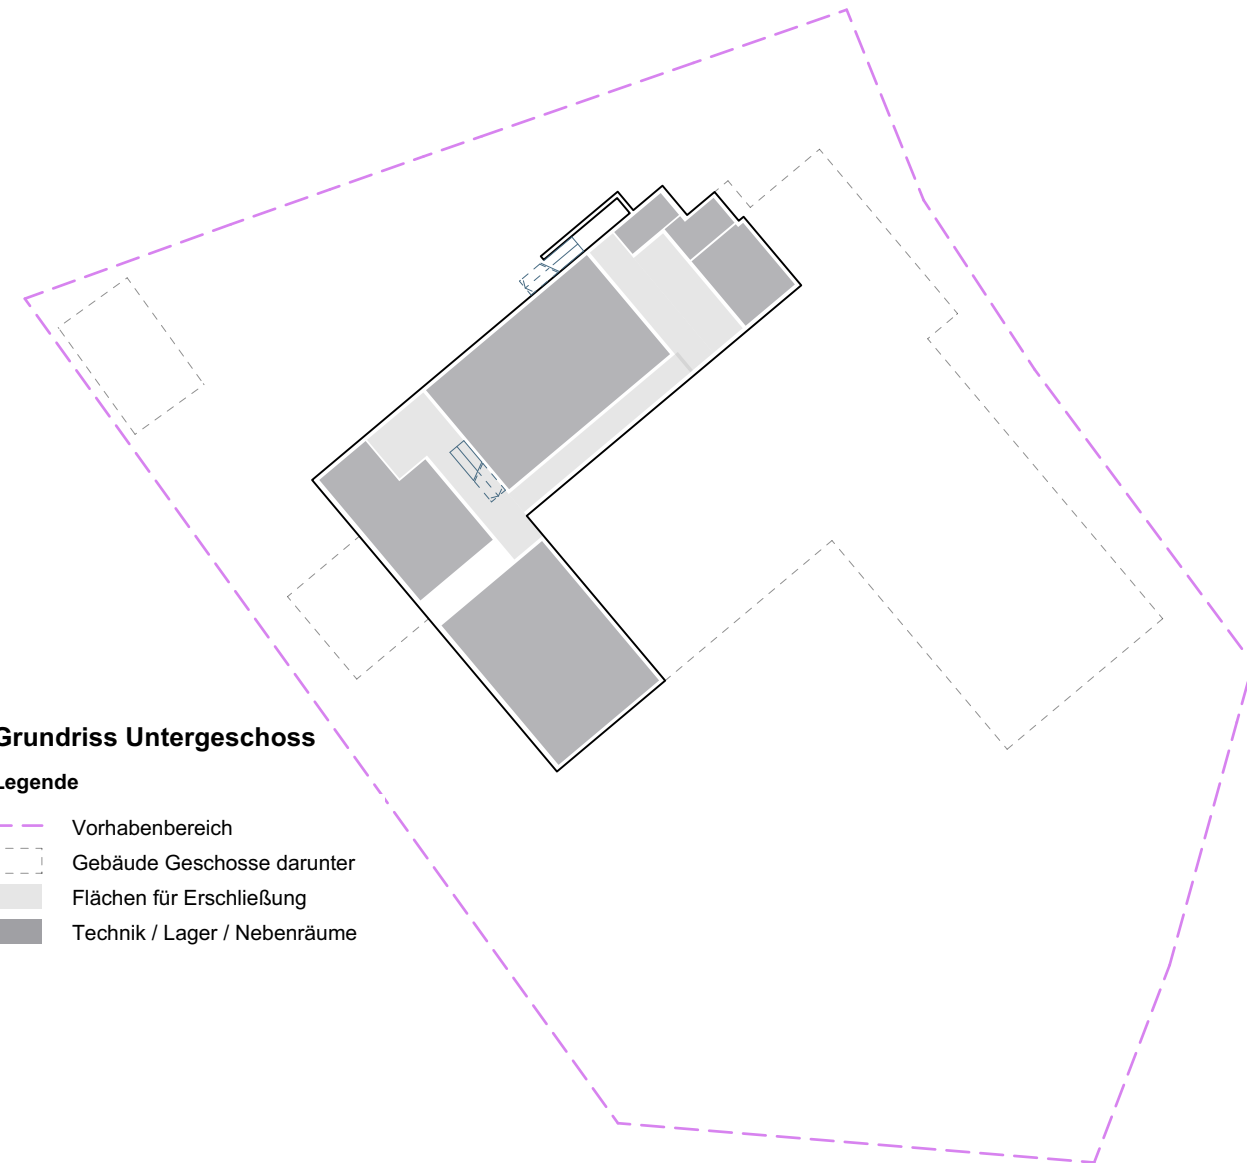 Grundriss Untergeschoss
Legende
Vorhabenbereich
Gebäude Geschosse darunter
Flächen für Erschließung
Technik / Lager / Nebenräume